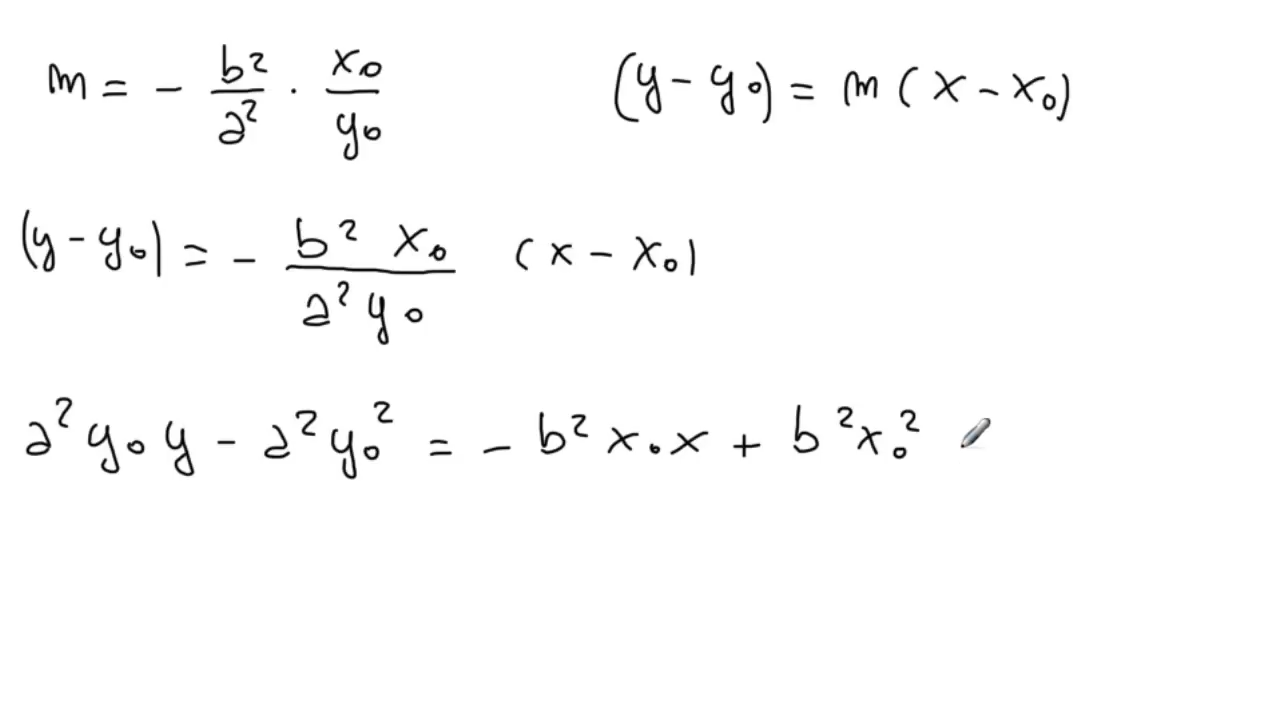 m = - b²/a² · x₀/y₀ (y - y₀) = m (x - x₀)
(y - y₀) = - b² x₀ / a² y₀ (x - x₀)
a² y₀ y - a² y₀² = - b² x₀ x + b² x₀²